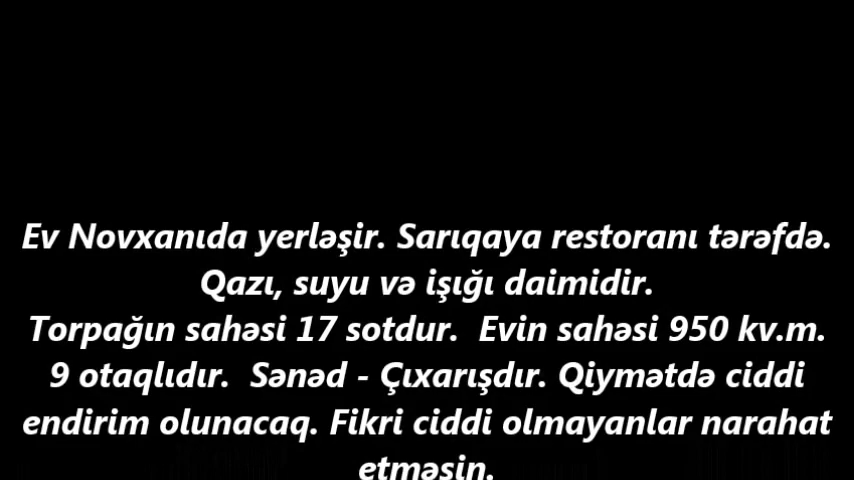 Ev Novxanıda yerləşir. Sarıqaya restoranı tərəfdə.
Qazı, suyu və işığı daimidir.
Torpağın sahəsi 17 sotdur.  Evin sahəsi 950 kv.m.
9 otaqlıdır.  Sənəd - Çıxarışdır. Qiymətdə ciddi
endirim olunacaq. Fikri ciddi olmayanlar narahat
etməsin.